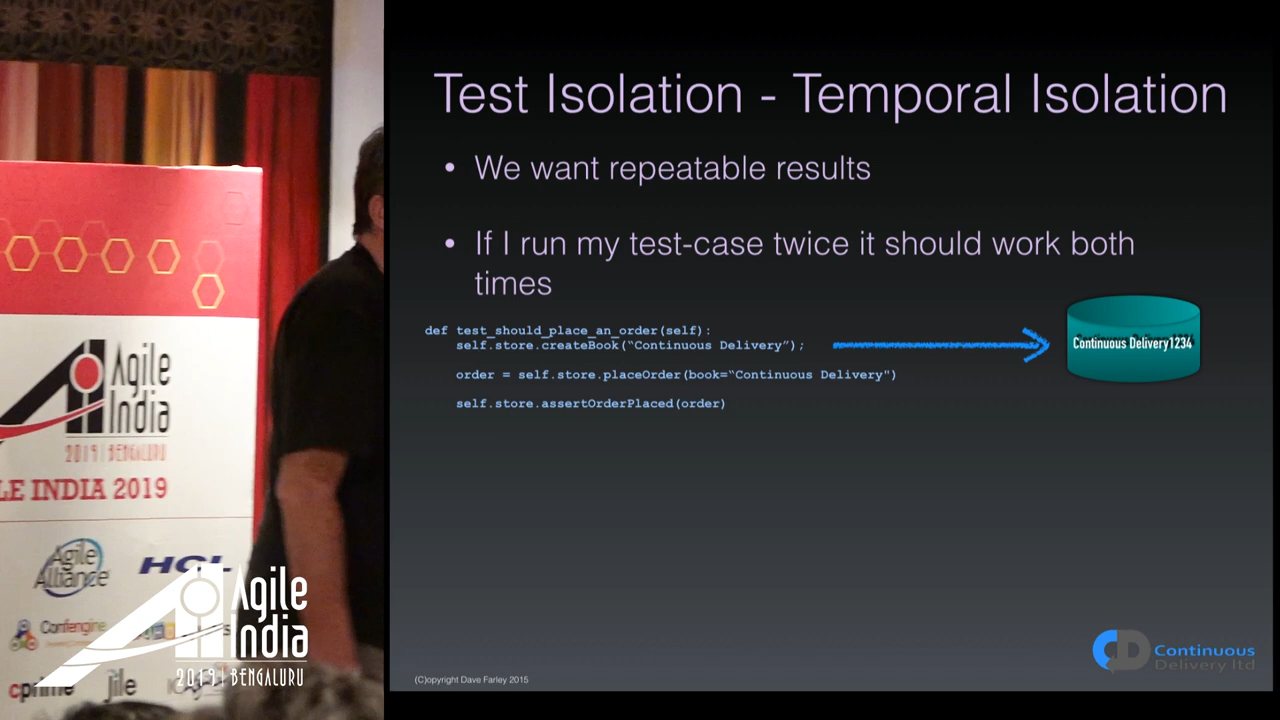 Test Isolation - Temporal Isolation
• We want repeatable results
• If I run my test-case twice it should work both
times
def test_should_place_an_order(self):
self.store.createBook(“Continuous Delivery”);
order = self.store.placeOrder(book=“Continuous Delivery")
self.store.assertOrderPlaced(order)
Continuous Delivery1234
Continuous
Delivery ltd
(C)opyright Dave Farley 2015
Agile
India
2019 | BENGALURU
LE INDIA 2019
Agile
Alliance
HCL
Confengine
cprime
jile
Agile
India
2019 | BENGALURU